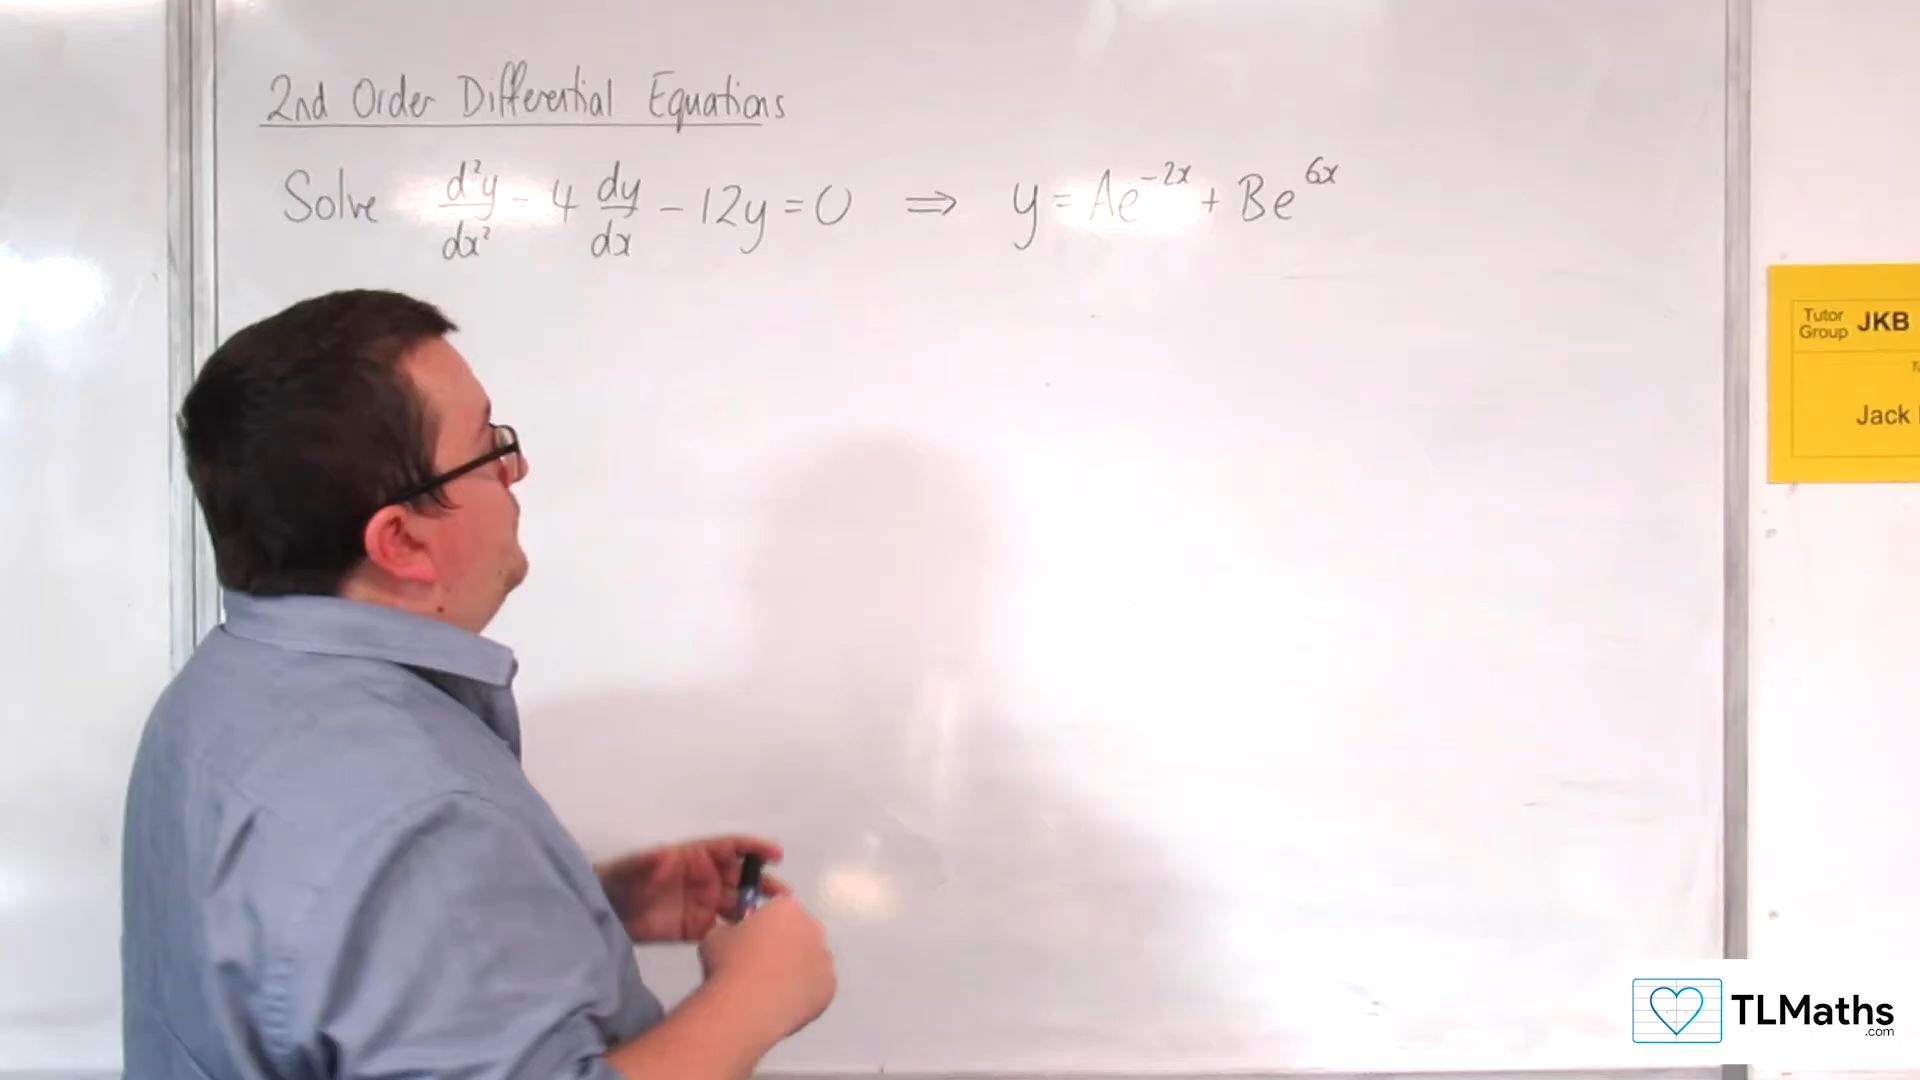 2nd Order Differential Equations
Solve d²y/dx² - 4 dy/dx - 12y = 0 ⇒ y = Ae^-2x + Be^6x
Tutor Group JKB
Jack
TLMaths
.com